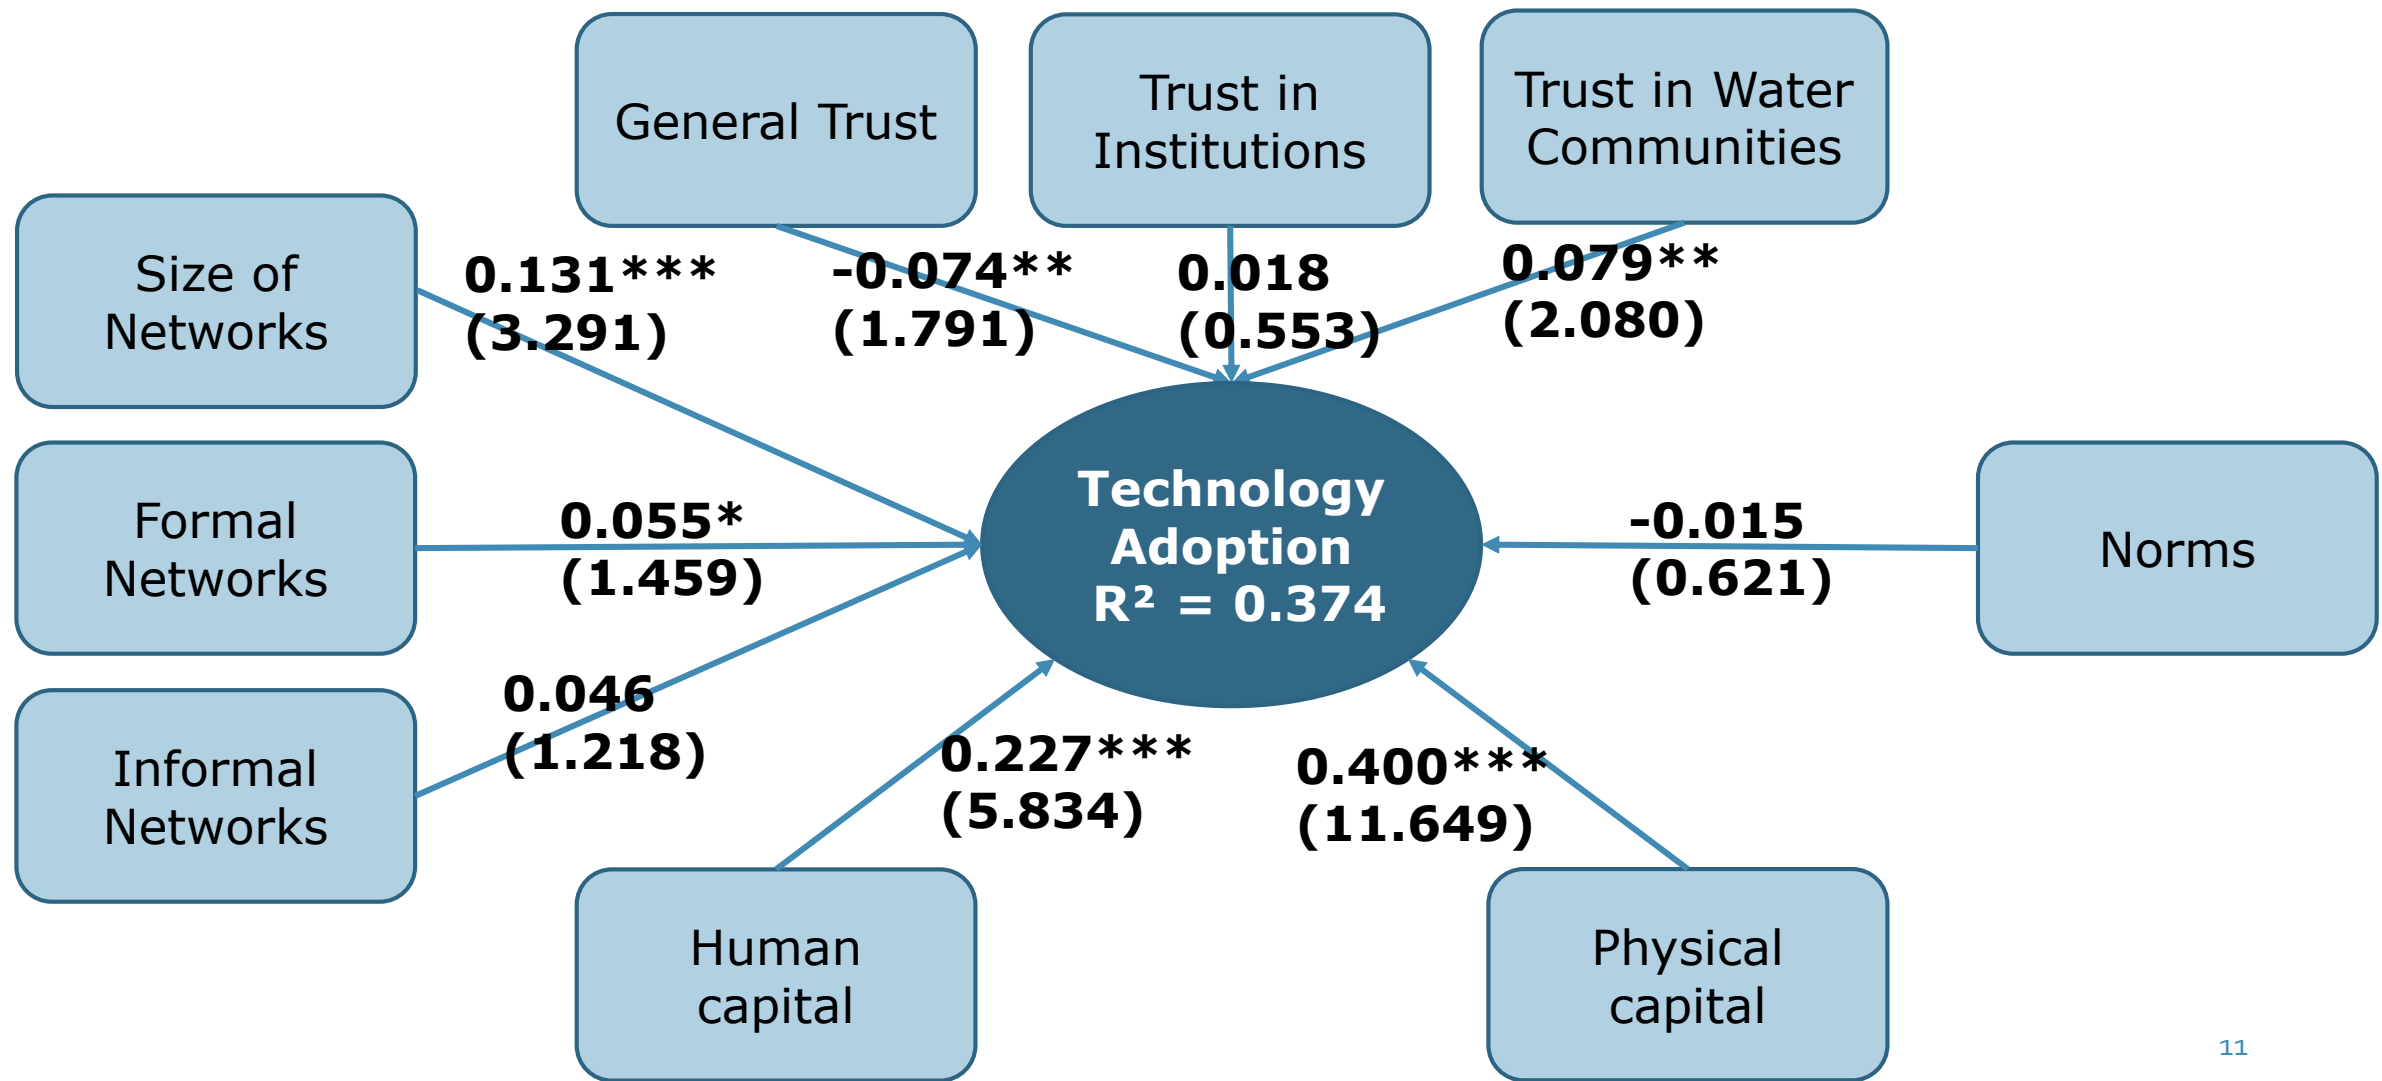 General Trust
Trust in
Institutions
Trust in Water
Communities
Size of
Networks
0.131***
(3.291)
-0.074**
(1.791)
0.018
(0.553)
0.079**
(2.080)
Formal
Networks
0.055*
(1.459)
Technology
Adoption
R² = 0.374
-0.015
(0.621)
Norms
Informal
Networks
0.046
(1.218)
0.227***
(5.834)
0.400***
(11.649)
Human
capital
Physical
capital
11